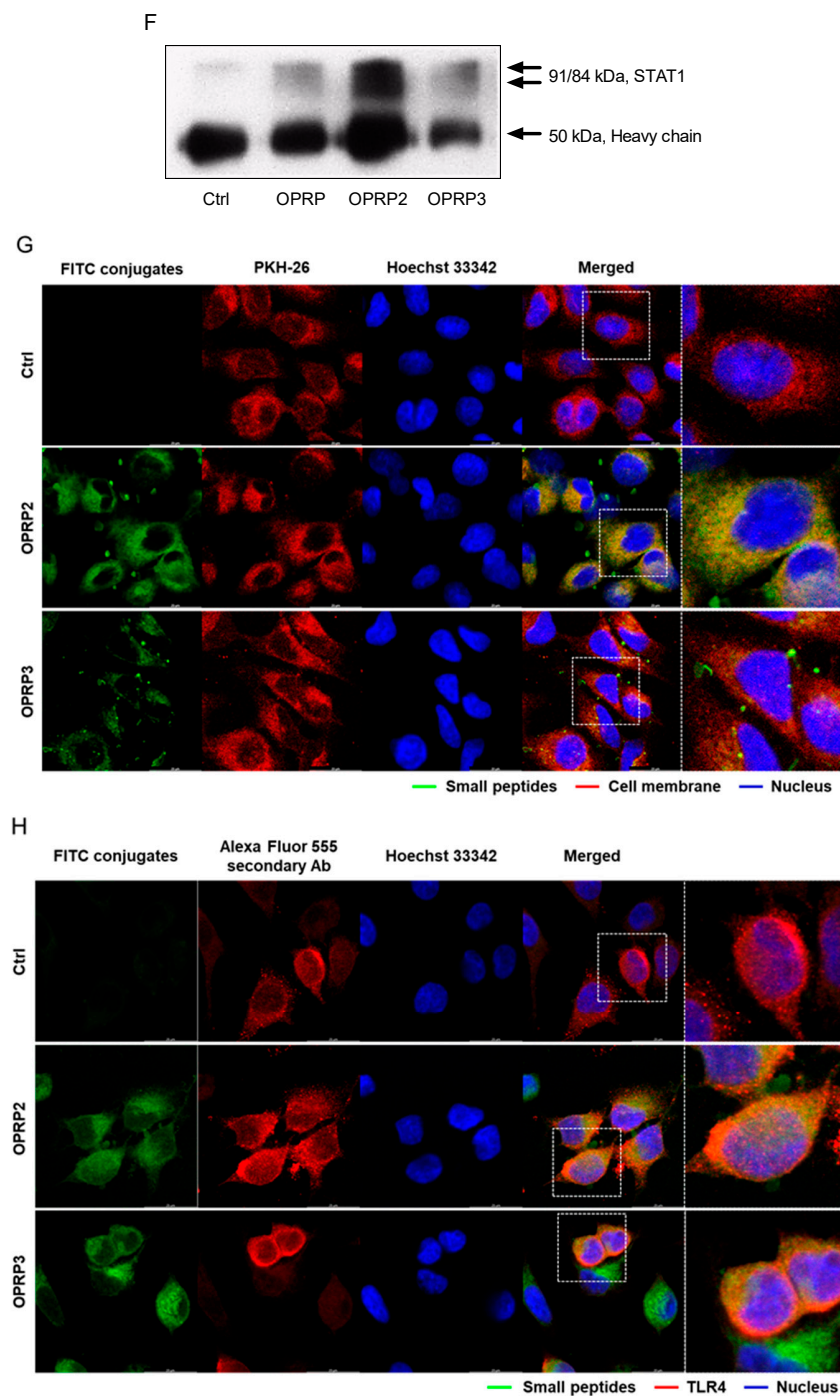 F
91/84 kDa, STAT1
50 kDa, Heavy chain
Ctrl OPRP OPRP2 OPRP3
G
FITC conjugates PKH-26 Hoechst 33342 Merged
Ctrl
OPRP2
OPRP3
Small peptides Cell membrane Nucleus
H
FITC conjugates Alexa Fluor 555 secondary Ab Hoechst 33342 Merged
Ctrl
OPRP2
OPRP3
Small peptides TLR4 Nucleus